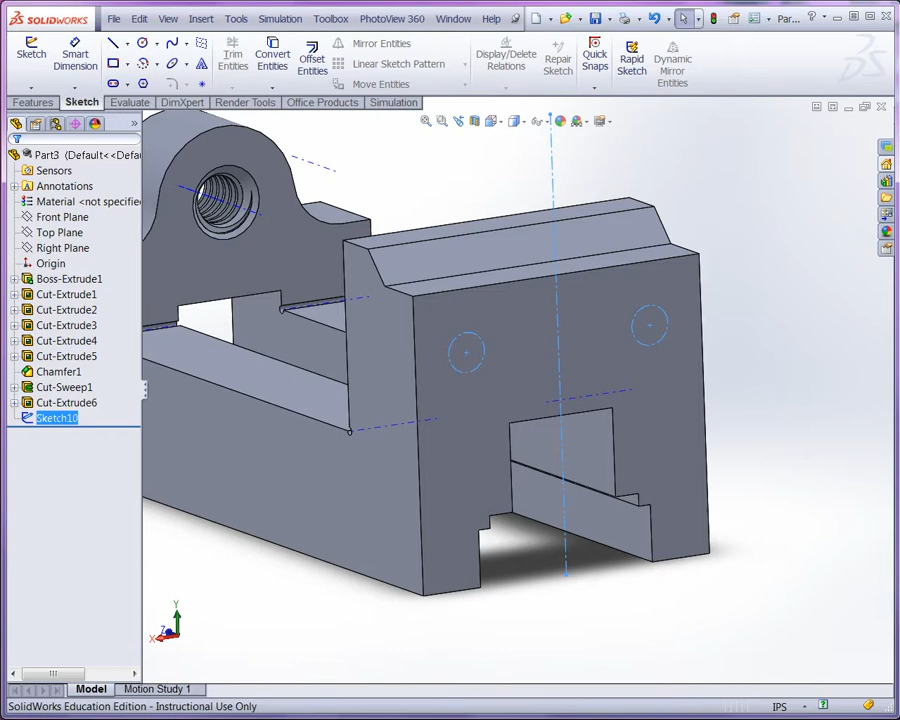 SOLIDWORKS File Edit View Insert Tools Simulation Toolbox PhotoView 360 Window Help Par... ?
Sketch Smart Dimension Trim Entities Convert Entities Offset Entities Mirror Entities Linear Sketch Pattern Move Entities Display/Delete Relations Repair Sketch Quick Snaps Rapid Sketch Dynamic Mirror Entities
Features Sketch Evaluate DimXpert Render Tools Office Products Simulation
»
Part3 (Default<<Defau
Sensors
Annotations
Material <not specifie
Front Plane
Top Plane
Right Plane
Origin
Boss-Extrude1
Cut-Extrude1
Cut-Extrude2
Cut-Extrude3
Cut-Extrude4
Cut-Extrude5
Chamfer1
Cut-Sweep1
Cut-Extrude6
Sketch10
Y
Z
X
Model Motion Study 1
SolidWorks Education Edition - Instructional Use Only IPS ?